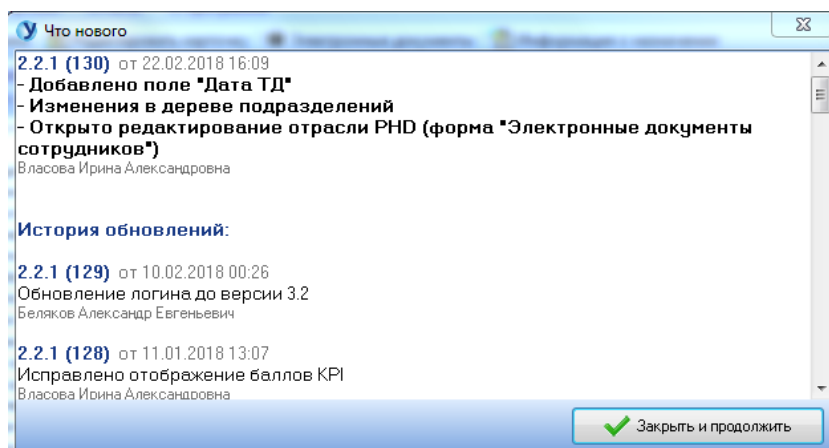 Что нового
2.2.1 (130) от 22.02.2018 16:09
- Добавлено поле "Дата ТД"
- Изменения в дереве подразделений
- Открыто редактирование отрасли PHD (форма "Электронные документы
сотрудников")
Власова Ирина Александровна
История обновлений:
2.2.1 (129) от 10.02.2018 00:26
Обновление логина до версии 3.2
Беляков Александр Евгеньевич
2.2.1 (128) от 11.01.2018 13:07
Исправлено отображение баллов KPI
Власова Ирина Александровна
Закрыть и продолжить